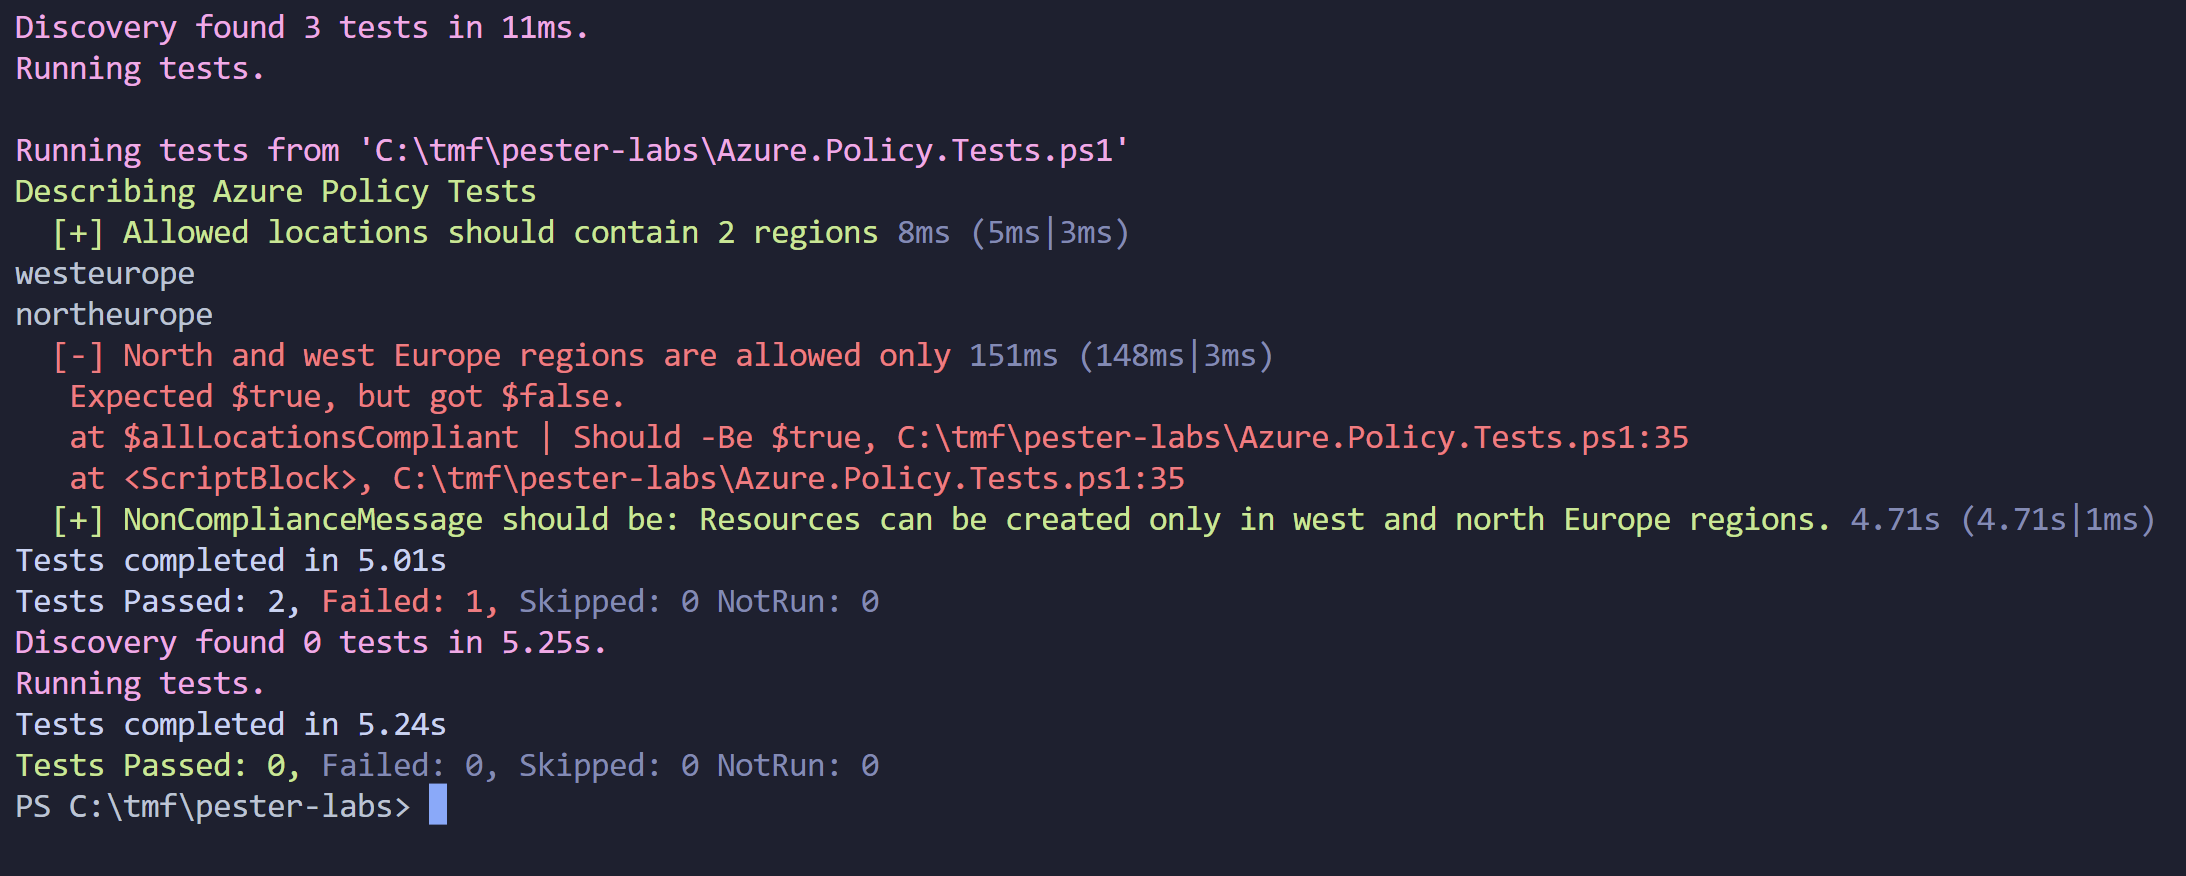 Discovery found 3 tests in 11ms.
Running tests.
Running tests from 'C:\tmf\pester-labs\Azure.Policy.Tests.ps1'
Describing Azure Policy Tests
[+] Allowed locations should contain 2 regions 8ms (5ms|3ms)
westeurope
northeurope
[-] North and west Europe regions are allowed only 151ms (148ms|3ms)
Expected $true, but got $false.
at $allLocationsCompliant | Should -Be $true, C:\tmf\pester-labs\Azure.Policy.Tests.ps1:35
at <ScriptBlock>, C:\tmf\pester-labs\Azure.Policy.Tests.ps1:35
[+] NonComplianceMessage should be: Resources can be created only in west and north Europe regions. 4.71s (4.71s|1ms)
Tests completed in 5.01s
Tests Passed: 2, Failed: 1, Skipped: 0 NotRun: 0
Discovery found 0 tests in 5.25s.
Running tests.
Tests completed in 5.24s
Tests Passed: 0, Failed: 0, Skipped: 0 NotRun: 0
PS C:\tmf\pester-labs>